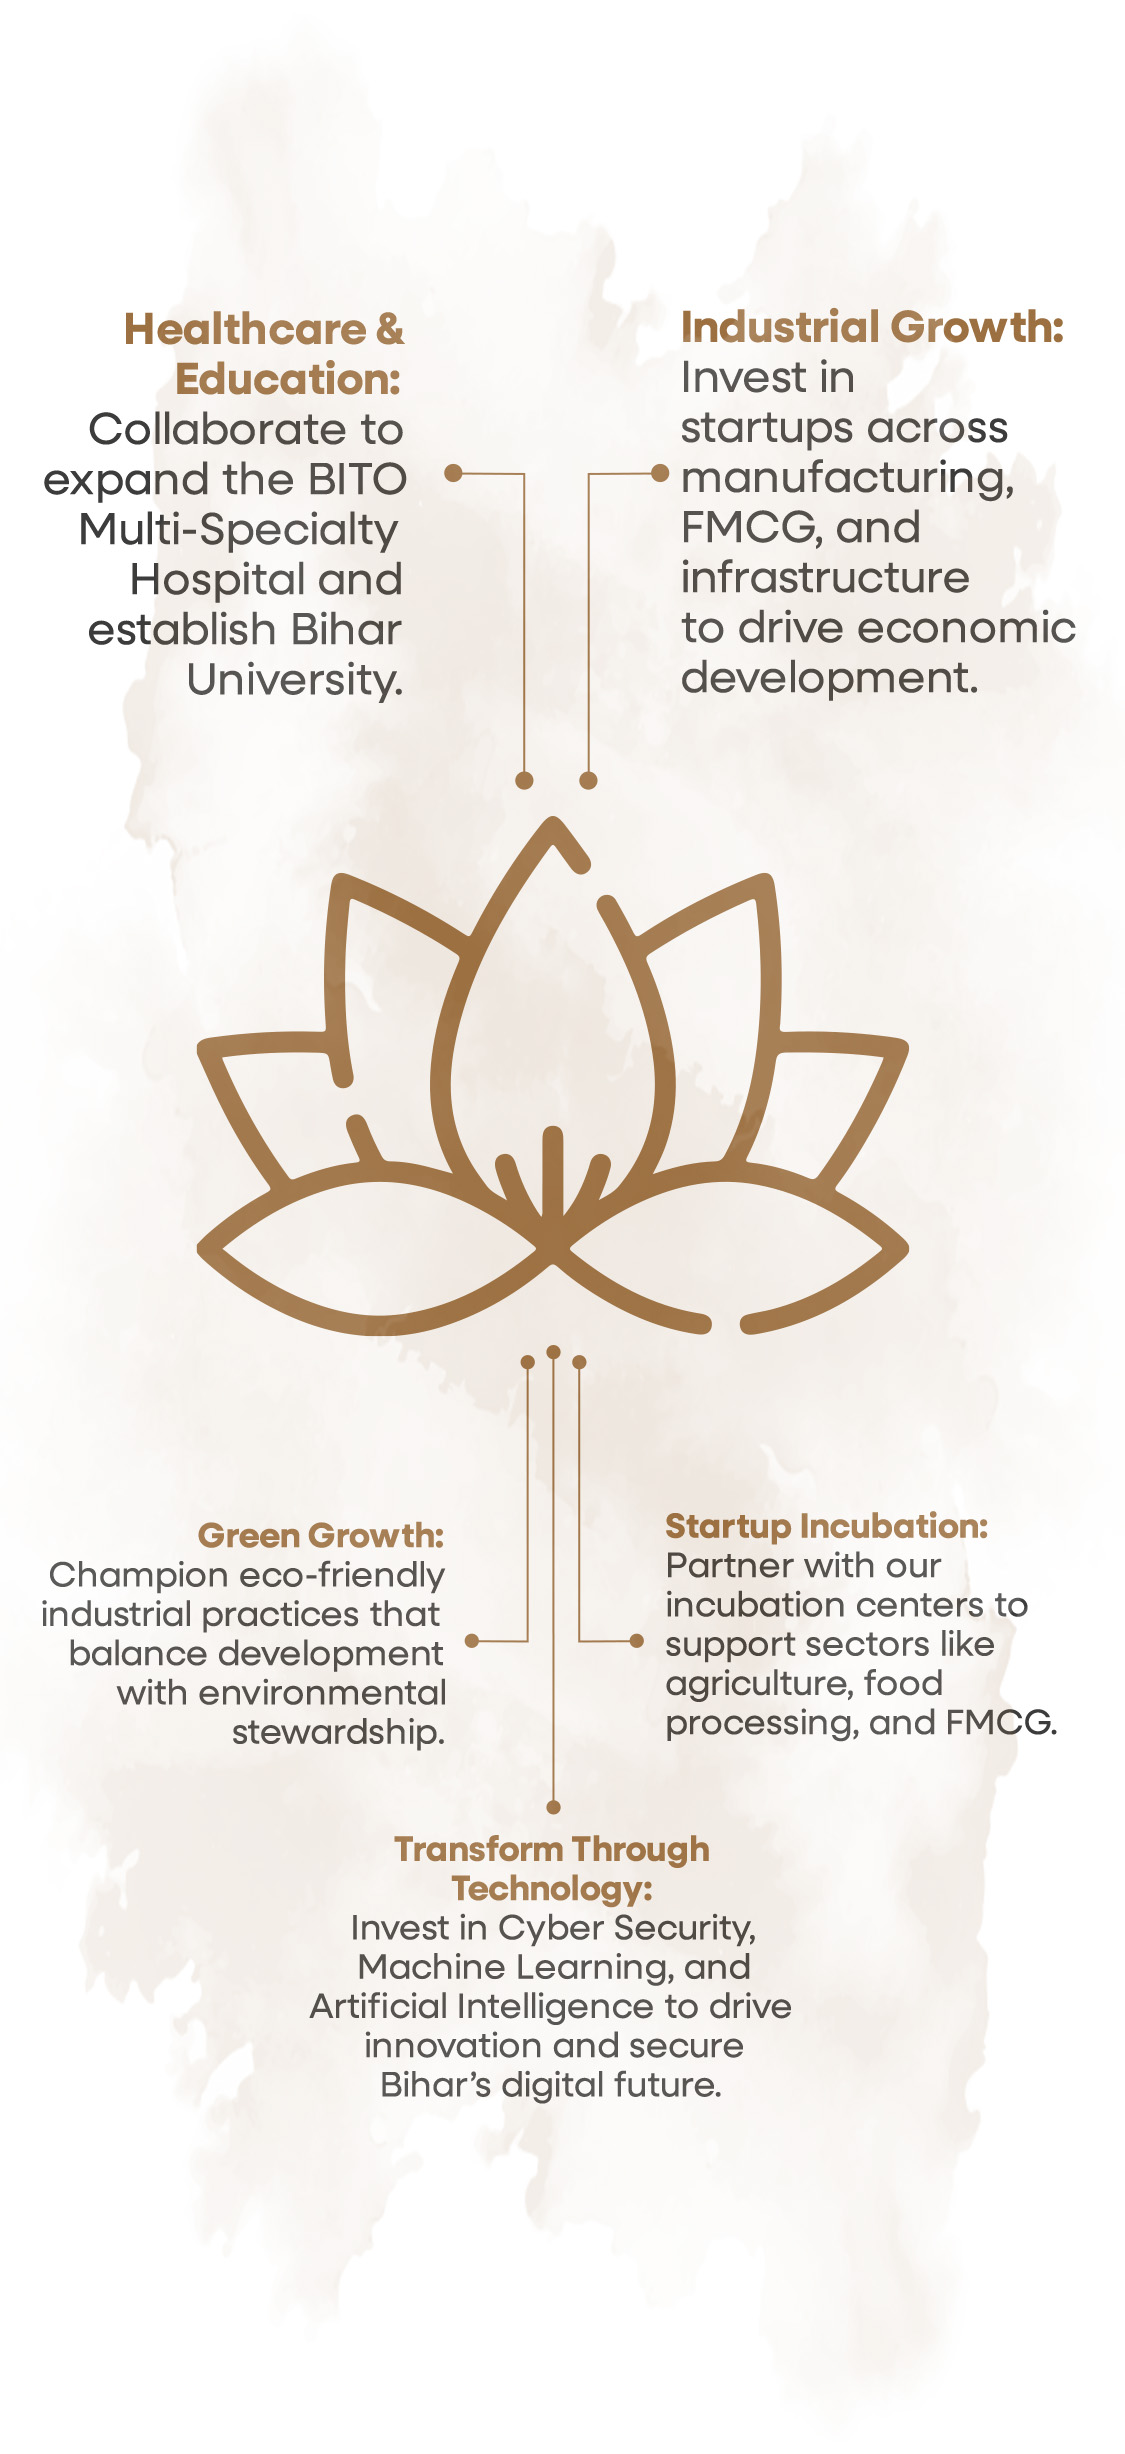 Healthcare &
Education:
Collaborate to
expand the BITO
Multi-Specialty
Hospital and
establish Bihar
University.
Industrial Growth:
Invest in
startups across
manufacturing,
FMCG, and
infrastructure
to drive economic
development.
Green Growth:
Champion eco-friendly
industrial practices that
balance development
with environmental
stewardship.
Startup Incubation:
Partner with our
incubation centers to
support sectors like
agriculture, food
processing, and FMCG.
Transform Through
Technology:
Invest in Cyber Security,
Machine Learning, and
Artificial Intelligence to drive
innovation and secure
Bihar’s digital future.